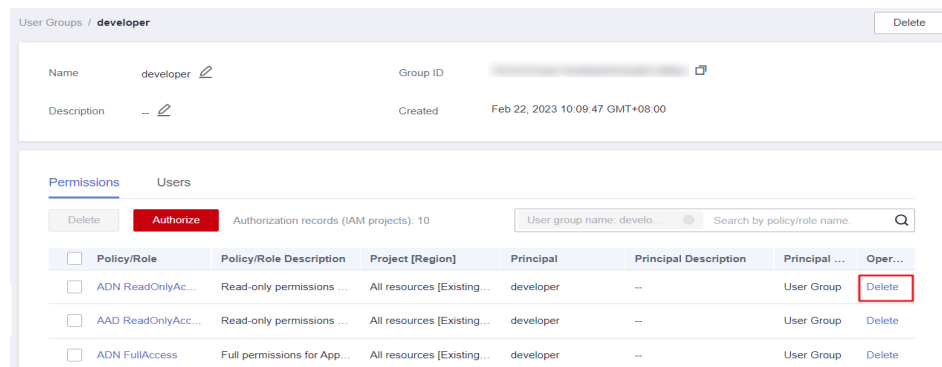 User Groups / developer Delete
Name developer Group ID
Description -- Created Feb 22, 2023 10:09:47 GMT+08:00
Permissions Users
Delete Authorize Authorization records (IAM projects): 10 User group name: develo... Search by policy/role name.
Policy/Role Policy/Role Description Project [Region] Principal Principal Description Principal ... Oper...
ADN ReadOnlyAc... Read-only permissions ... All resources [Existing... developer -- User Group Delete
AAD ReadOnlyAcc... Read-only permissions ... All resources [Existing... developer -- User Group Delete
ADN FullAccess Full permissions for App... All resources [Existing... developer -- User Group Delete